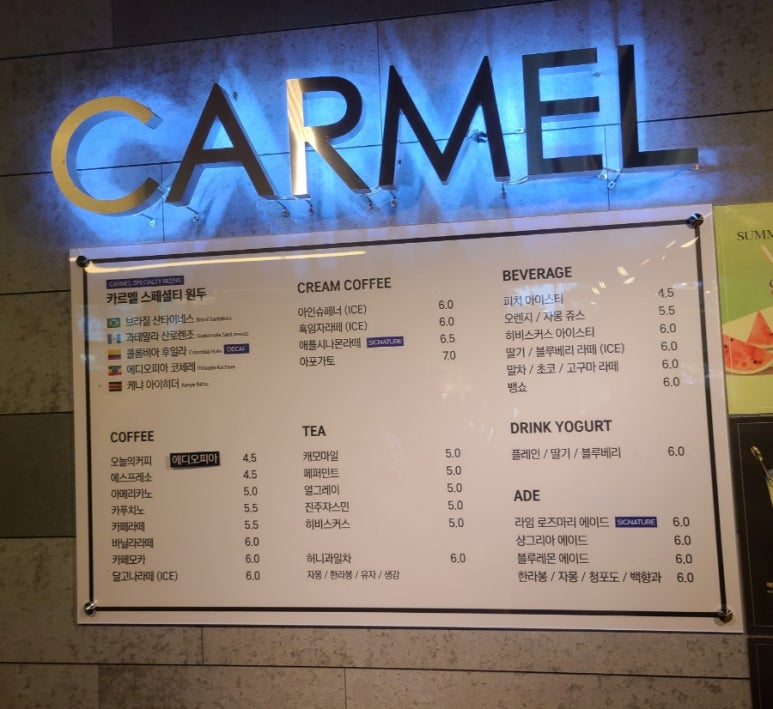 CARMEL
CARMEL SPECIALTY BEENS
카르멜 스페셜티 원두
브라질 산타이네스 Brazil Santaines
과테말라 산로렌조 Guatemala SanLorenzo
콜롬비아 후일라 Colombia Huila DECAF
에디오피아 코체레 Ethiopia Kochere
케냐 아이히더 Kenya
CREAM COFFEE
아인슈페너 (ICE) 6.0
흑임자라떼 (ICE) 6.0
애플시나몬라떼 SIGNATURE 6.5
아포가토 7.0
BEVERAGE
피치 아이스티 4.5
오렌지 / 자몽 쥬스 5.5
히비스커스 아이스티 6.0
딸기 / 블루베리 라떼 (ICE) 6.0
말차 / 초코 / 고구마 라떼 6.0
뱅쇼 6.0
COFFEE
오늘의커피 에디오피아 4.5
에스프레소 4.5
아메리카노 5.0
카푸치노 5.5
카페라떼 5.5
바닐라라떼 6.0
카페모카 6.0
달고나라떼 (ICE) 6.0
TEA
캐모마일 5.0
페퍼민트 5.0
얼그레이 5.0
진주쟈스민 5.0
히비스커스 5.0
허니과일차 6.0
자몽 / 한라봉 / 유자 / 생강
DRINK YOGURT
플레인 / 딸기 / 블루베리 6.0
ADE
라임 로즈마리 에이드 SIGNATURE 6.0
샹그리아 에이드 6.0
블루레몬 에이드 6.0
한라봉 / 자몽 / 청포도 / 백향과 6.0